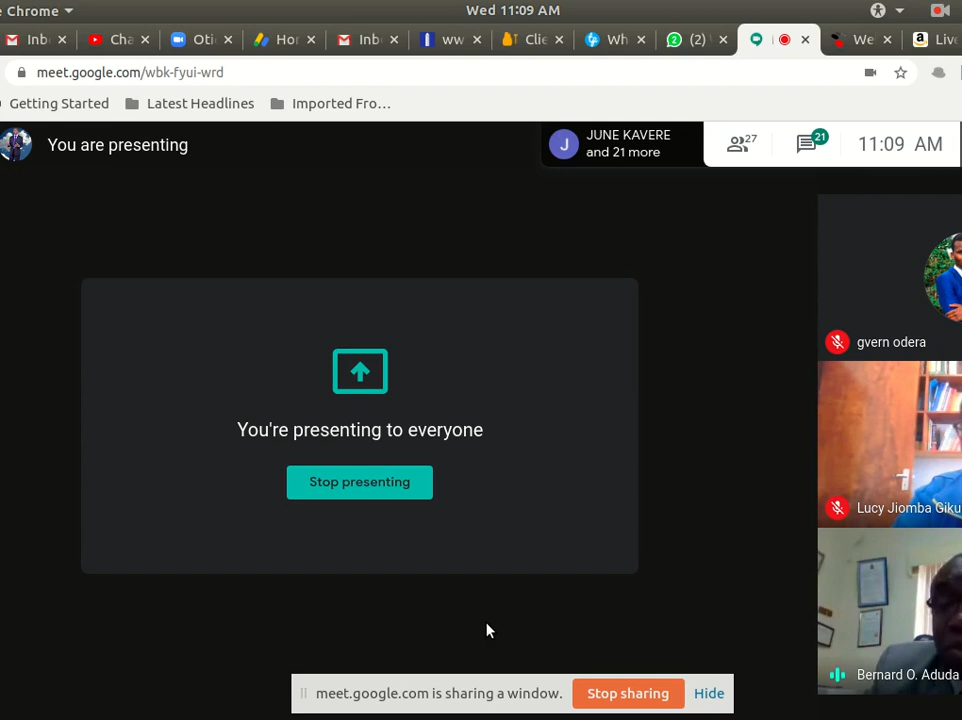 e Chrome
Wed 11:09 AM
Inb
Cha
Oti
Hor
Inb
ww
Clie
Wh
(2)
We
Live
meet.google.com/wbk-fyui-wrd
Getting Started
Latest Headlines
Imported Fro…
You are presenting
J
JUNE KAVERE
and 21 more
27
21
11:09 AM
gvern odera
You're presenting to everyone
Stop presenting
Lucy Jiomba Giku
Bernard O. Aduda
meet.google.com is sharing a window.
Stop sharing
Hide